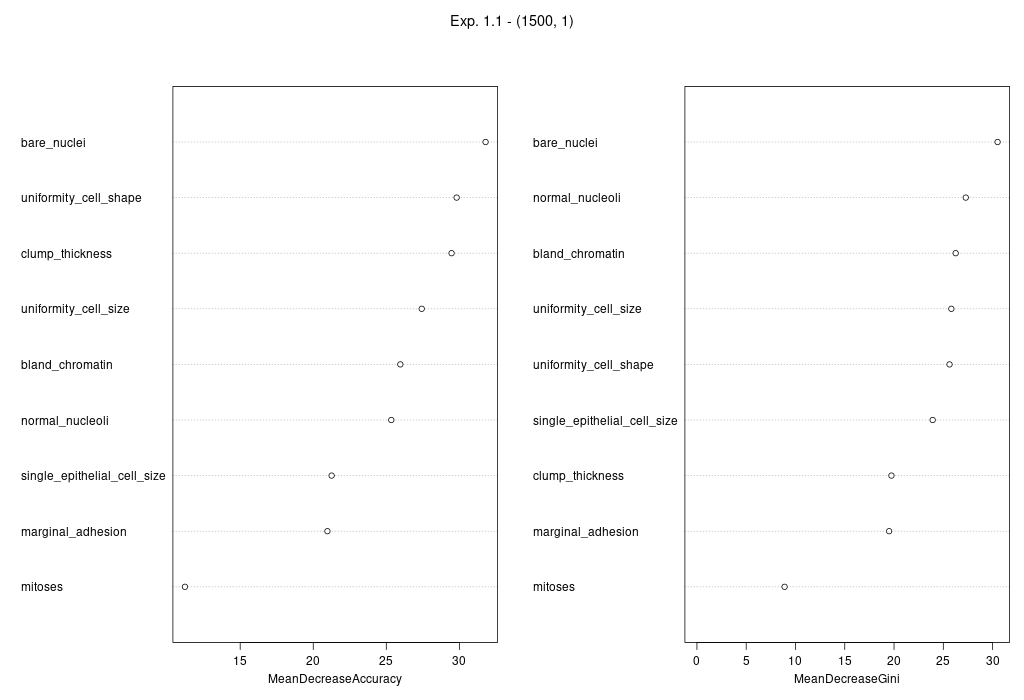 Exp. 1.1 - (1500, 1)
bare_nuclei
uniformity_cell_shape
clump_thickness
uniformity_cell_size
bland_chromatin
normal_nucleoli
single_epithelial_cell_size
marginal_adhesion
mitoses
15 20 25 30
MeanDecreaseAccuracy
bare_nuclei
normal_nucleoli
bland_chromatin
uniformity_cell_size
uniformity_cell_shape
single_epithelial_cell_size
clump_thickness
marginal_adhesion
mitoses
0 5 10 15 20 25 30
MeanDecreaseGini